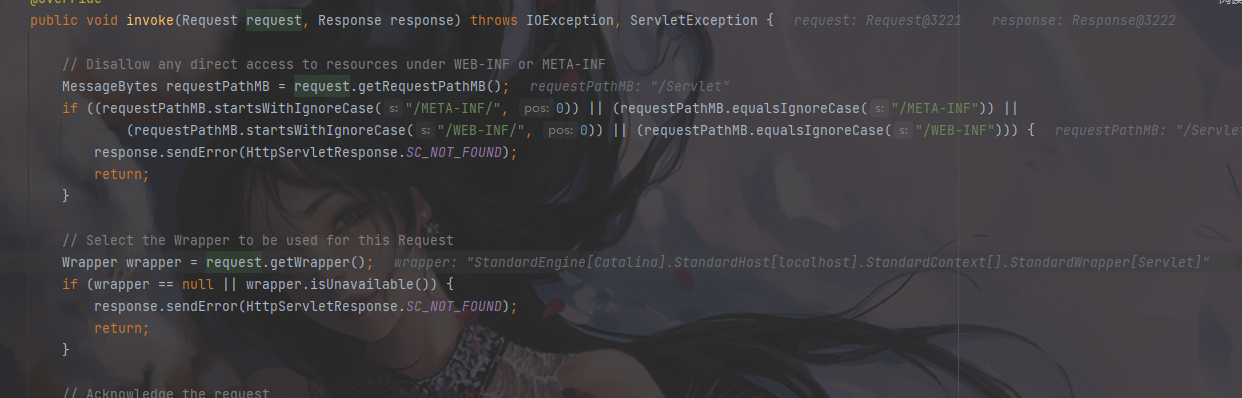 @Override
public void invoke(Request request, Response response) throws IOException, ServletException {   request: Request@3221    response: Response@3222
// Disallow any direct access to resources under WEB-INF or META-INF
MessageBytes requestPathMB = request.getRequestPathMB();   requestPathMB: "/Servlet"
if ((requestPathMB.startsWithIgnoreCase( s: "/META-INF/",  pos: 0)) || (requestPathMB.equalsIgnoreCase( s: "/META-INF")) ||
(requestPathMB.startsWithIgnoreCase( s: "/WEB-INF/",  pos: 0)) || (requestPathMB.equalsIgnoreCase( s: "/WEB-INF"))) {   requestPathMB: "/Servlet
response.sendError(HttpServletResponse.SC_NOT_FOUND);
return;
}
// Select the Wrapper to be used for this Request
Wrapper wrapper = request.getWrapper();   wrapper: "StandardEngine[Catalina].StandardHost[localhost].StandardContext[].StandardWrapper[Servlet]"
if (wrapper == null || wrapper.isUnavailable()) {
response.sendError(HttpServletResponse.SC_NOT_FOUND);
return;
}
// Acknowledge the request